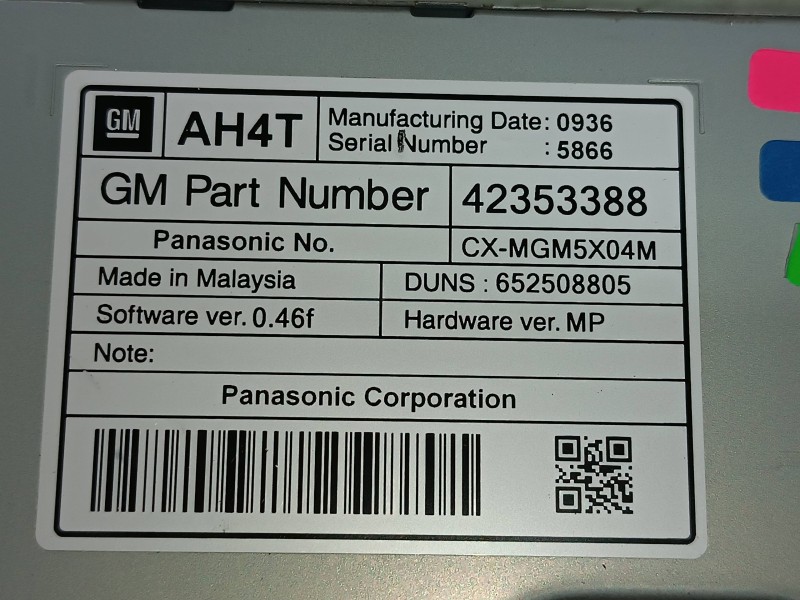 GM
AH4T
Manufacturing Date: 0936
Serial Number : 5866
GM Part Number 42353388
Panasonic No. CX-MGM5X04M
Made in Malaysia DUNS : 652508805
Software ver. 0.46f Hardware ver. MP
Note:
Panasonic Corporation